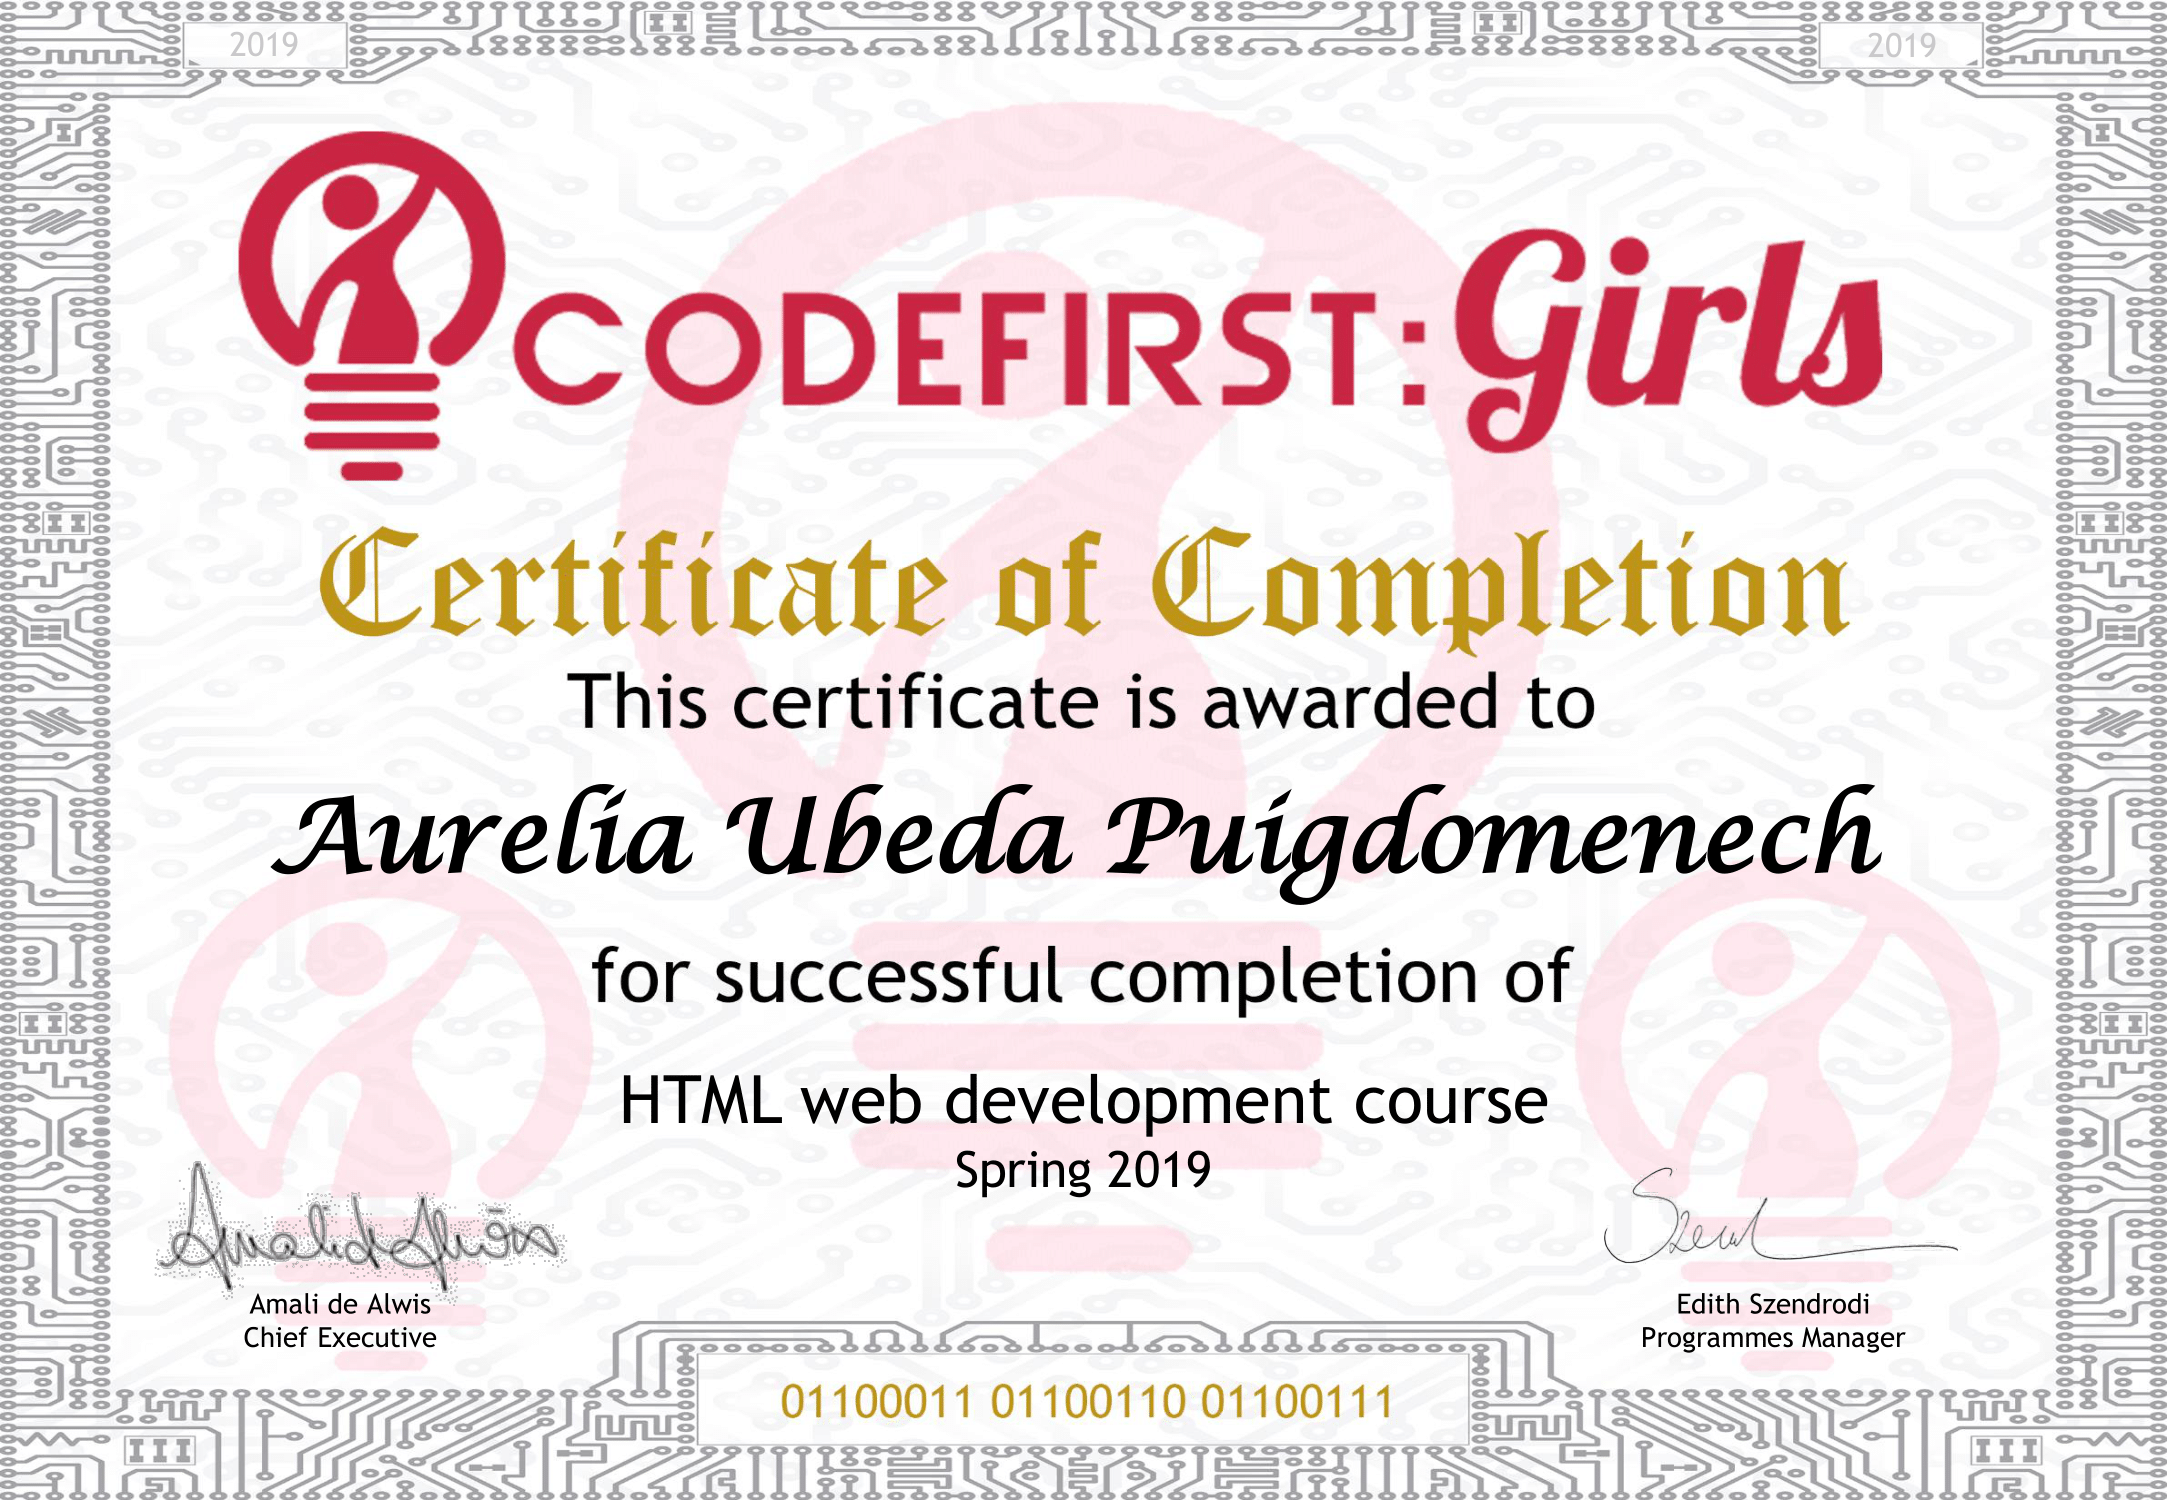 2019
2019
CODEFIRST: Girls
Certificate of Completion
This certificate is awarded to
Aurelia Ubeda Puigdomenech
for successful completion of
HTML web development course
Spring 2019
Amali de Alwis
Szend
Amali de Alwis
Chief Executive
Edith Szendrodi
Programmes Manager
01100011 01100110 01100111